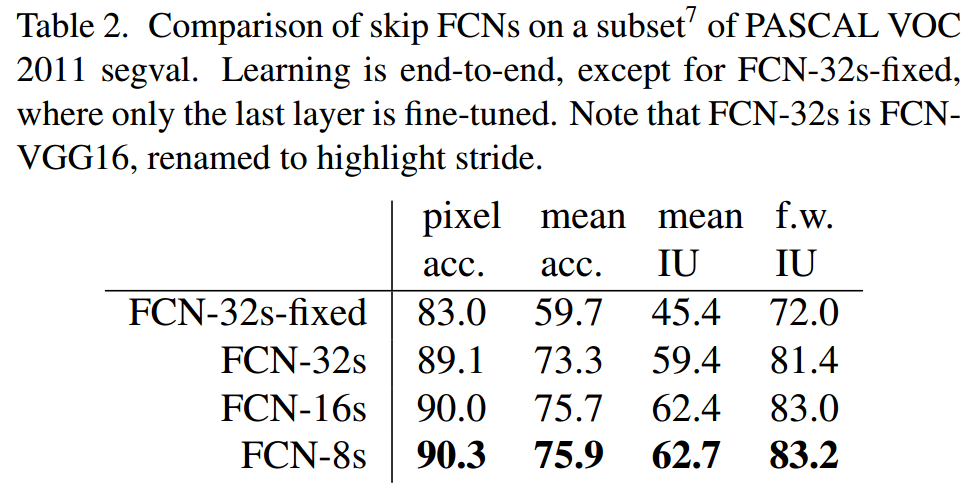 Table 2. Comparison of skip FCNs on a subset7 of PASCAL VOC
2011 segval. Learning is end-to-end, except for FCN-32s-fixed,
where only the last layer is fine-tuned. Note that FCN-32s is FCN-
VGG16, renamed to highlight stride.
pixel mean mean f.w.
acc. acc. IU IU
FCN-32s-fixed 83.0 59.7 45.4 72.0
FCN-32s 89.1 73.3 59.4 81.4
FCN-16s 90.0 75.7 62.4 83.0
FCN-8s 90.3 75.9 62.7 83.2